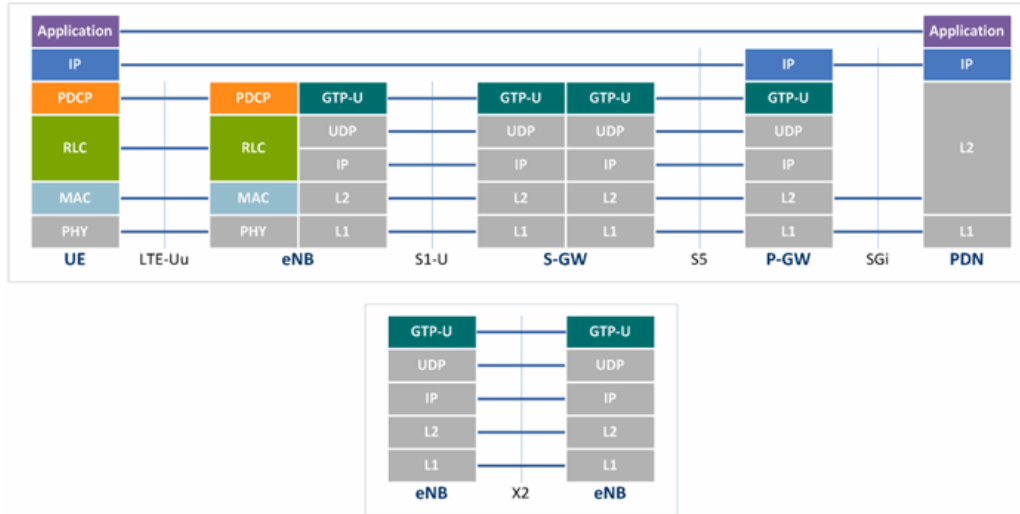 Application Application
IP IP IP
PDCP PDCP GTP-U GTP-U GTP-U GTP-U
UDP UDP UDP UDP
RLC RLC L2
IP IP IP IP
MAC MAC L2 L2 L2 L2
PHY PHY L1 L1 L1 L1 L1
UE LTE-Uu eNB S1-U S-GW S5 P-GW SGi PDN
GTP-U GTP-U
UDP UDP
IP IP
L2 L2
L1 L1
eNB X2 eNB